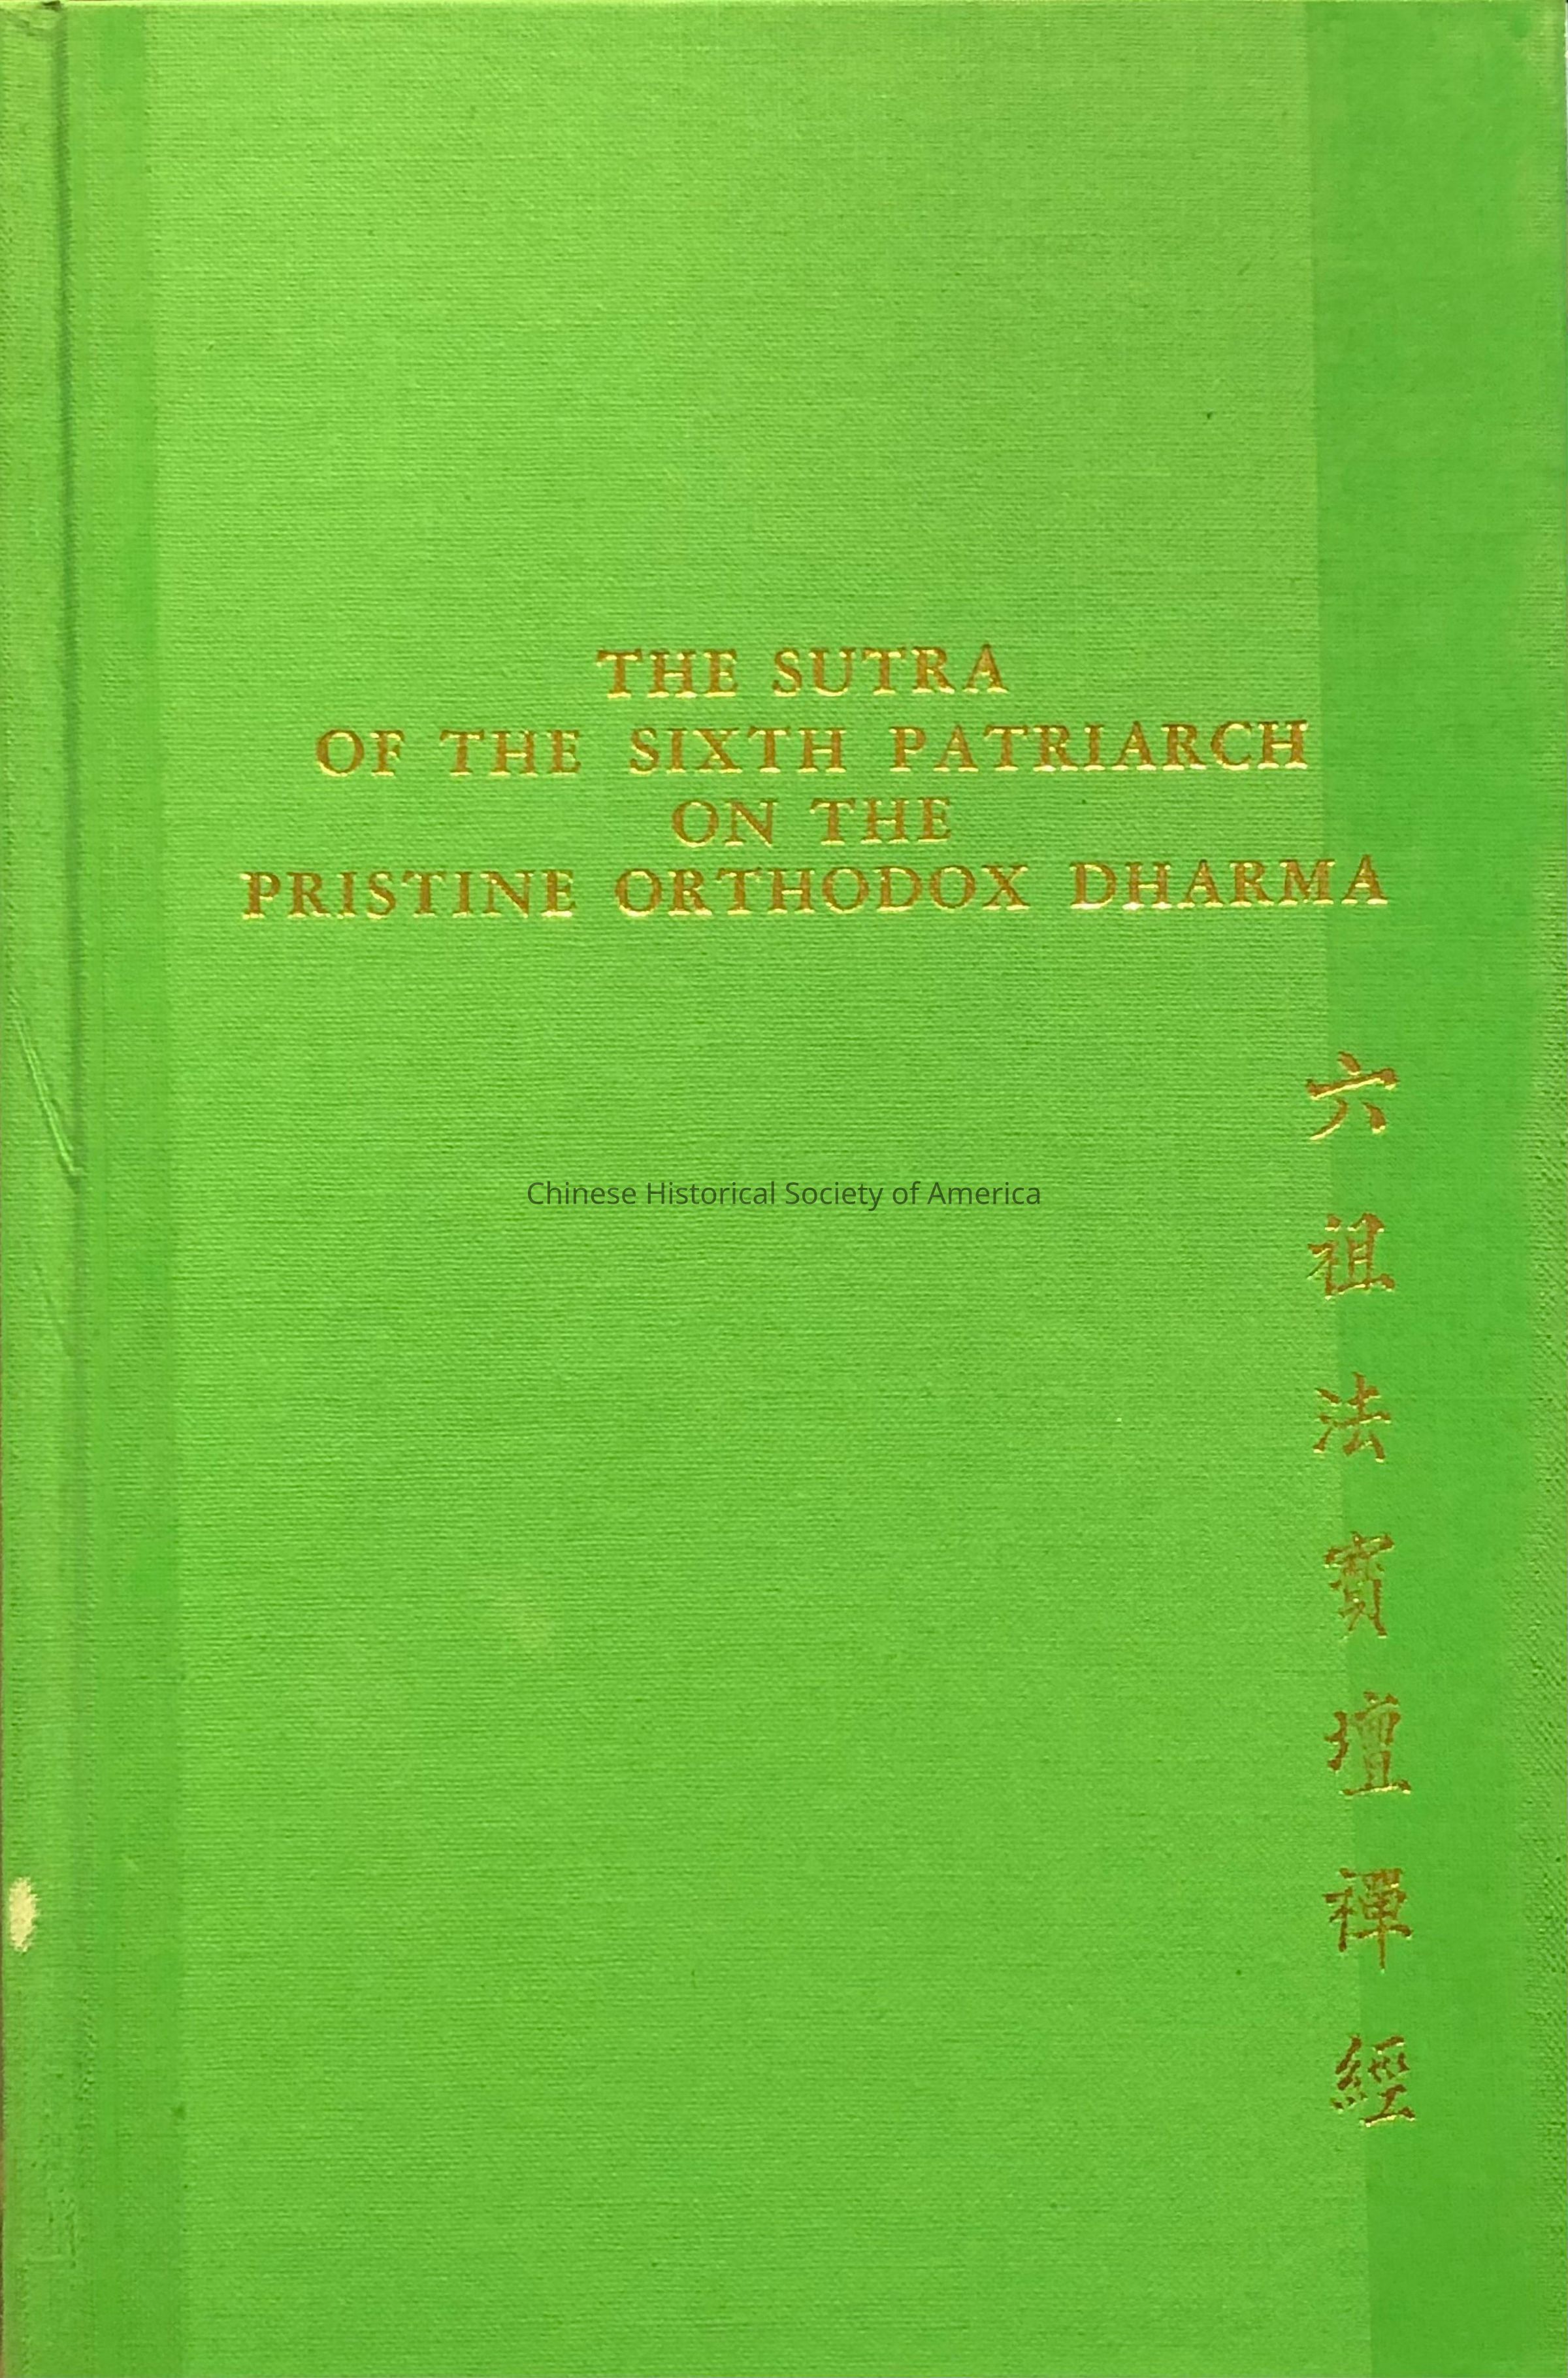 THE SUTRA
OF THE SIXTH PATRIARCH
ON THE
PRISTINE ORTHODOX DHARMA
六祖法寶壇禪經
Chinese Historical Society of America